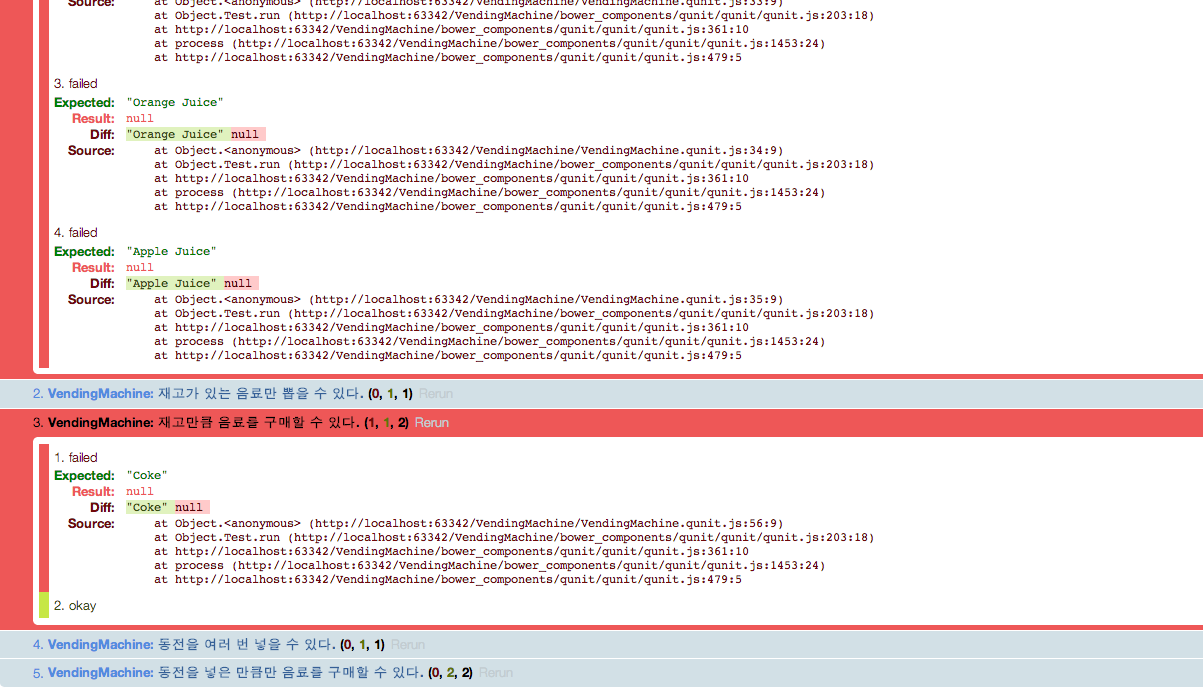 Source: at Object.<anonymous> (http://localhost:63342/VendingMachine/VendingMachine.qunit.js:33:9)
at Object.Test.run (http://localhost:63342/VendingMachine/bower_components/qunit/qunit/qunit.js:203:18)
at http://localhost:63342/VendingMachine/bower_components/qunit/qunit/qunit.js:361:10
at process (http://localhost:63342/VendingMachine/bower_components/qunit/qunit/qunit.js:1453:24)
at http://localhost:63342/VendingMachine/bower_components/qunit/qunit/qunit.js:479:5
3. failed
Expected: "Orange Juice"
Result: null
Diff: "Orange Juice" null
Source: at Object.<anonymous> (http://localhost:63342/VendingMachine/VendingMachine.qunit.js:34:9)
at Object.Test.run (http://localhost:63342/VendingMachine/bower_components/qunit/qunit/qunit.js:203:18)
at http://localhost:63342/VendingMachine/bower_components/qunit/qunit/qunit.js:361:10
at process (http://localhost:63342/VendingMachine/bower_components/qunit/qunit/qunit.js:1453:24)
at http://localhost:63342/VendingMachine/bower_components/qunit/qunit/qunit.js:479:5
4. failed
Expected: "Apple Juice"
Result: null
Diff: "Apple Juice" null
Source: at Object.<anonymous> (http://localhost:63342/VendingMachine/VendingMachine.qunit.js:35:9)
at Object.Test.run (http://localhost:63342/VendingMachine/bower_components/qunit/qunit/qunit.js:203:18)
at http://localhost:63342/VendingMachine/bower_components/qunit/qunit/qunit.js:361:10
at process (http://localhost:63342/VendingMachine/bower_components/qunit/qunit/qunit.js:1453:24)
at http://localhost:63342/VendingMachine/bower_components/qunit/qunit/qunit.js:479:5
2. VendingMachine: 재고가 있는 음료만 뽑을 수 있다. (0, 1, 1) Rerun
3. VendingMachine: 재고만큼 음료를 구매할 수 있다. (1, 1, 2) Rerun
1. failed
Expected: "Coke"
Result: null
Diff: "Coke" null
Source: at Object.<anonymous> (http://localhost:63342/VendingMachine/VendingMachine.qunit.js:56:9)
at Object.Test.run (http://localhost:63342/VendingMachine/bower_components/qunit/qunit/qunit.js:203:18)
at http://localhost:63342/VendingMachine/bower_components/qunit/qunit/qunit.js:361:10
at process (http://localhost:63342/VendingMachine/bower_components/qunit/qunit/qunit.js:1453:24)
at http://localhost:63342/VendingMachine/bower_components/qunit/qunit/qunit.js:479:5
2. okay
4. VendingMachine: 동전을 여러 번 넣을 수 있다. (0, 1, 1) Rerun
5. VendingMachine: 동전을 넣은 만큼만 음료를 구매할 수 있다. (0, 2, 2) Rerun